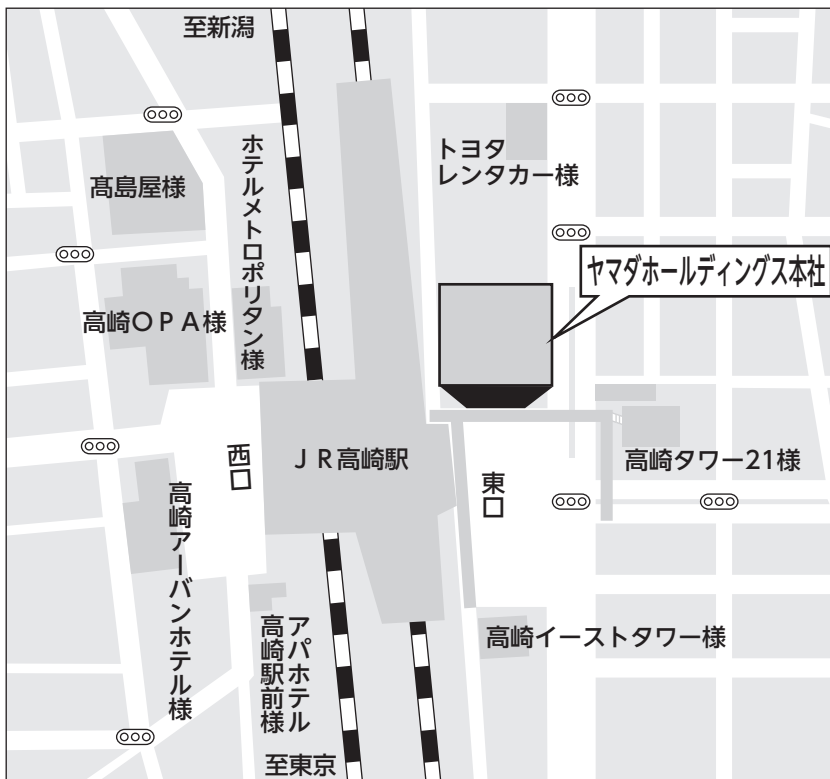 至新潟
髙島屋様
ホテルメトロポリタン様
トヨタ
レンタカー様
ヤマダホールディングス本社
高崎ＯＰＡ様
西口
ＪＲ高崎駅
東口
高崎タワー21様
高崎アーバンホテル様
アパホテル
高崎駅前様
高崎イーストタワー様
至東京